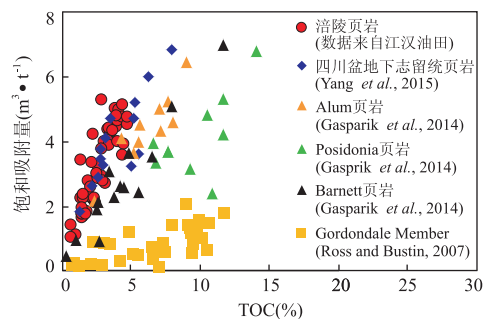 饱和吸附量(m³•t⁻¹)
8
6
4
2
0
涪陵页岩
(数据来自江汉油田)
四川盆地下志留统页岩
(Yang et al., 2015)
Alum页岩
(Gasparik et al., 2014)
Posidonia页岩
(Gasprik et al., 2014)
Barnett页岩
(Gasparik et al., 2014)
Gordondale Member
(Ross and Bustin, 2007)
0 5 10 15 20 25 30
TOC(%)